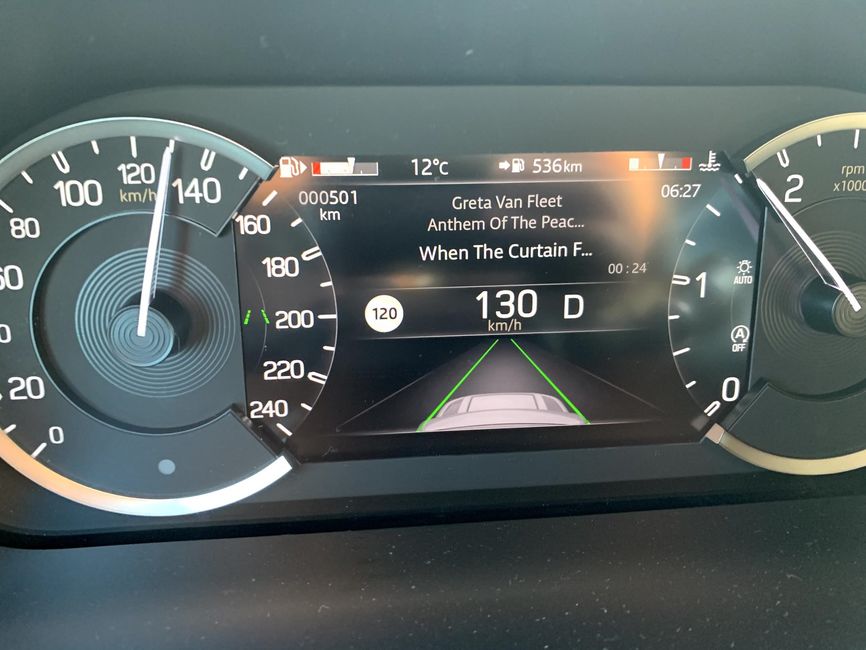 12°C
536km
000501
km
06:27
Greta Van Fleet
Anthem Of The Peac...
When The Curtain F...
00:24
120
130 D
km/h
0
20
60
80
100
120
km/h
140
160
180
200
220
240
rpm
x1000
2
1
0
AUTO
A
OFF